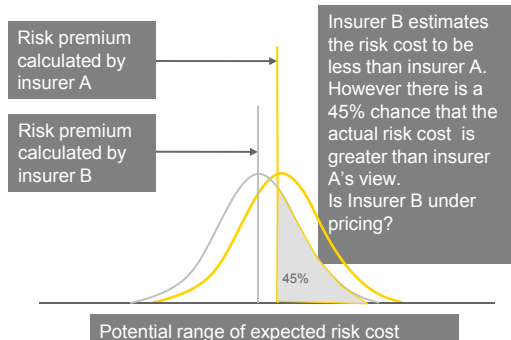 Risk premium
calculated by
insurer A
Risk premium
calculated by
insurer B
Insurer B estimates
the risk cost to be
less than insurer A.
However there is a
45% chance that the
actual risk cost is
greater than insurer
A's view.
Is Insurer B under
pricing?
45%
Potential range of expected risk cost